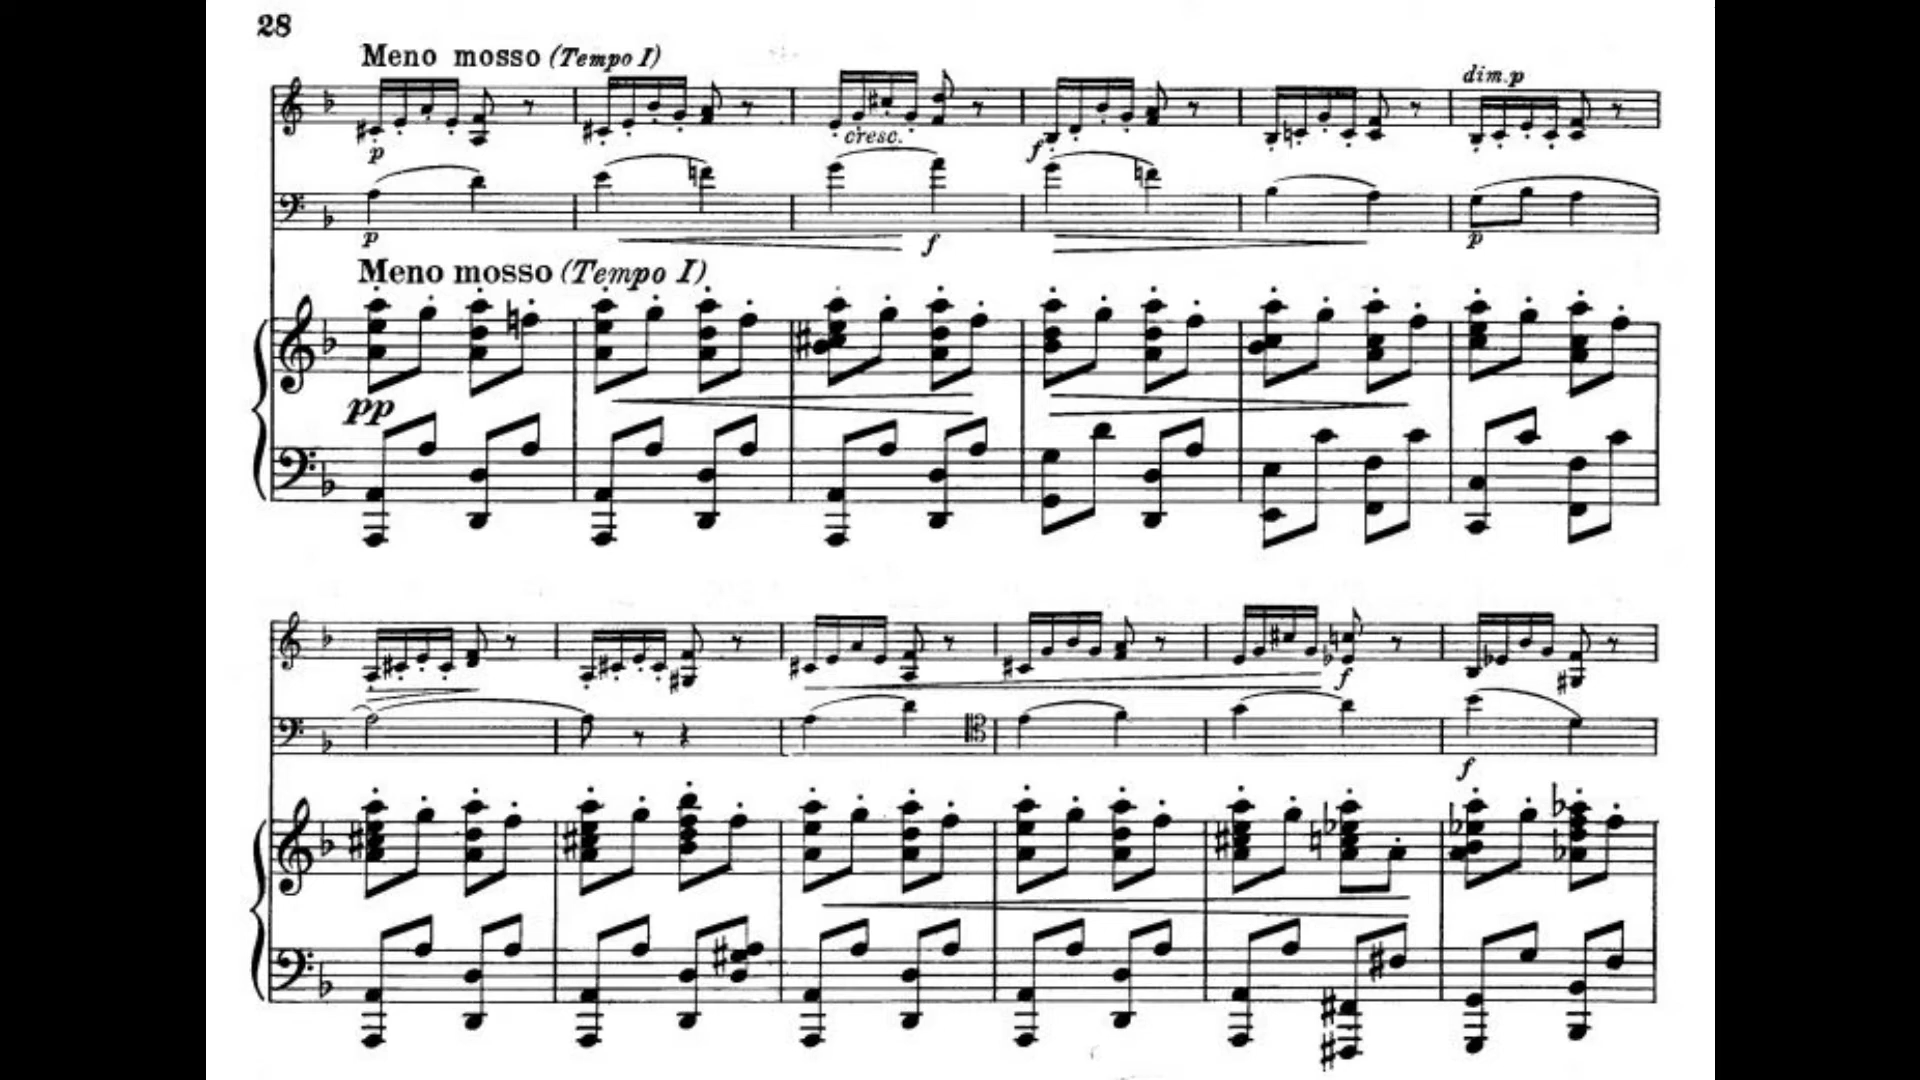 28
Meno mosso (Tempo I)
dim. p
p
cresc.
f
p
f
p
Meno mosso (Tempo I)
pp
f
f